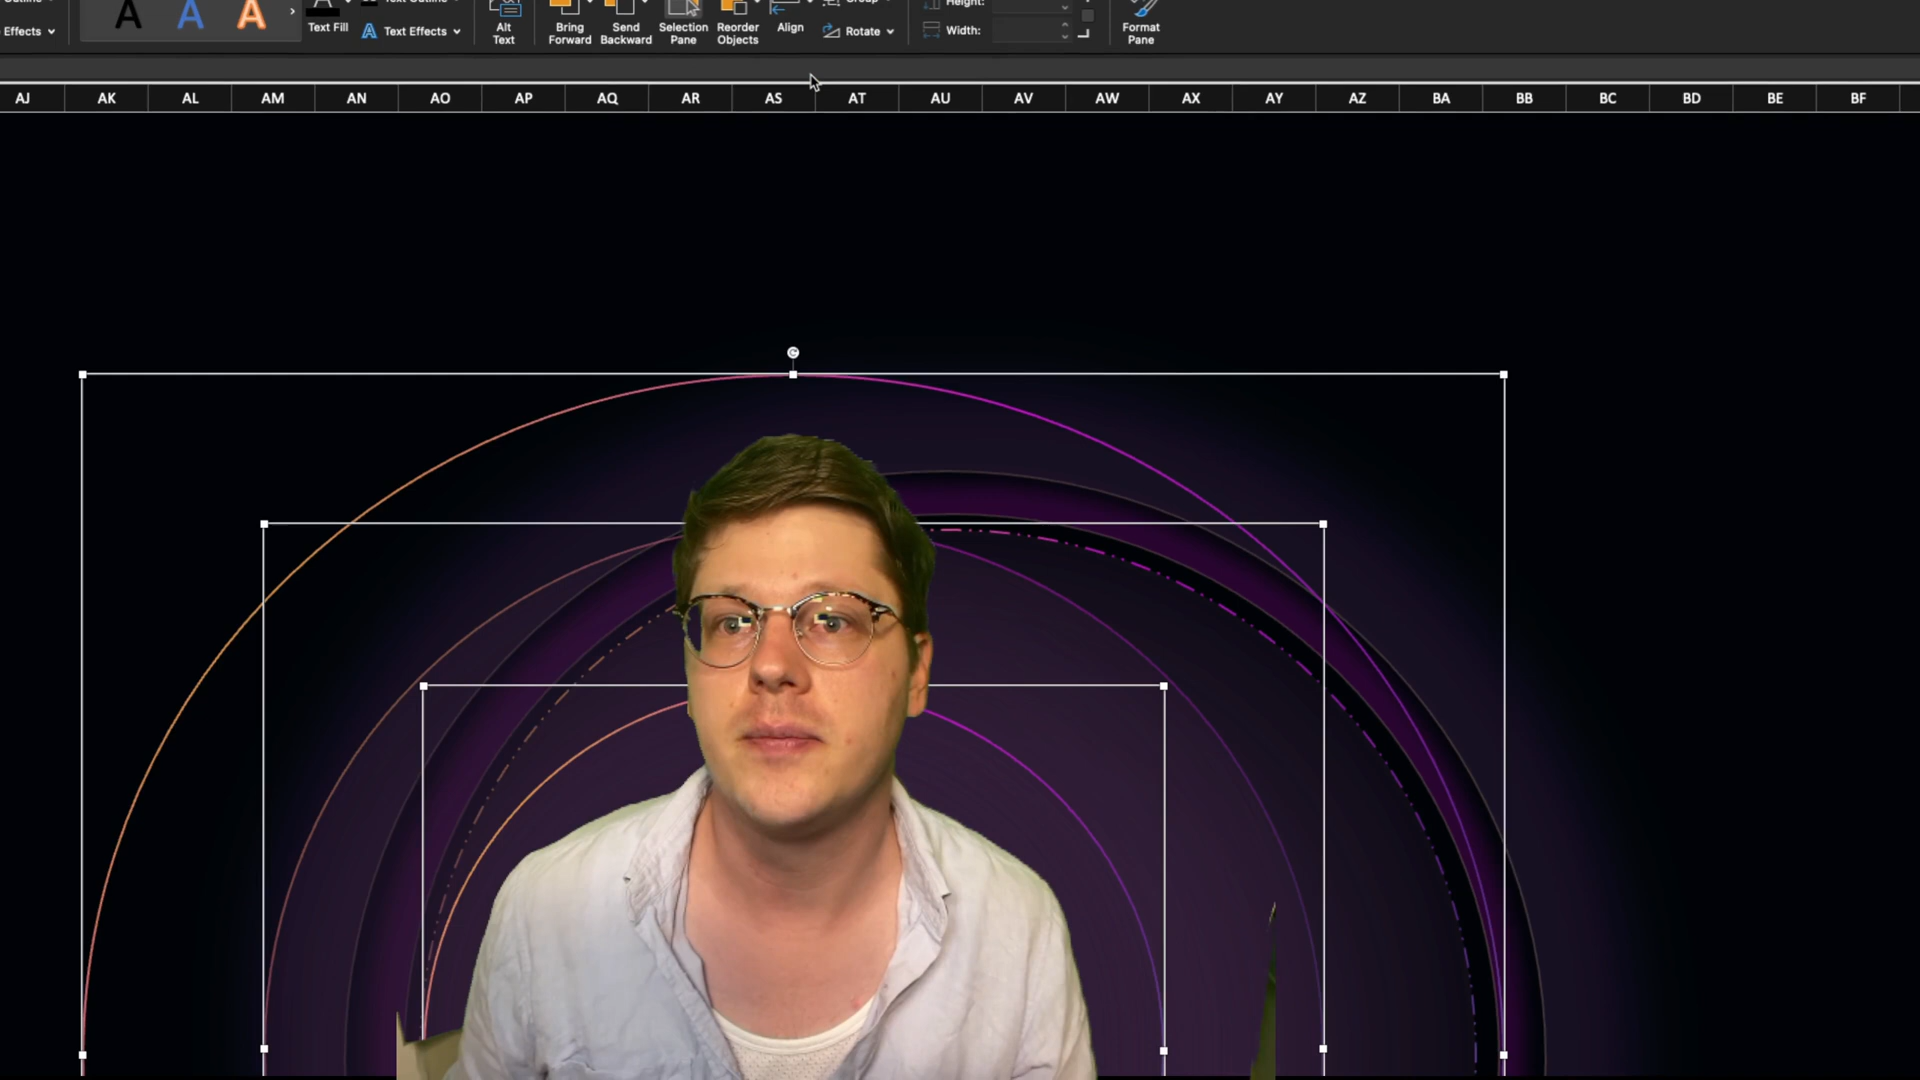 Effects
A A A
Text Fill
Text Effects
Alt
Text
Bring
Forward
Send
Backward
Selection
Pane
Reorder
Objects
Align
Rotate
Height:
Width:
Format
Pane
AJ AK AL AM AN AO AP AQ AR AS AT AU AV AW AX AY AZ BA BB BC BD BE BF